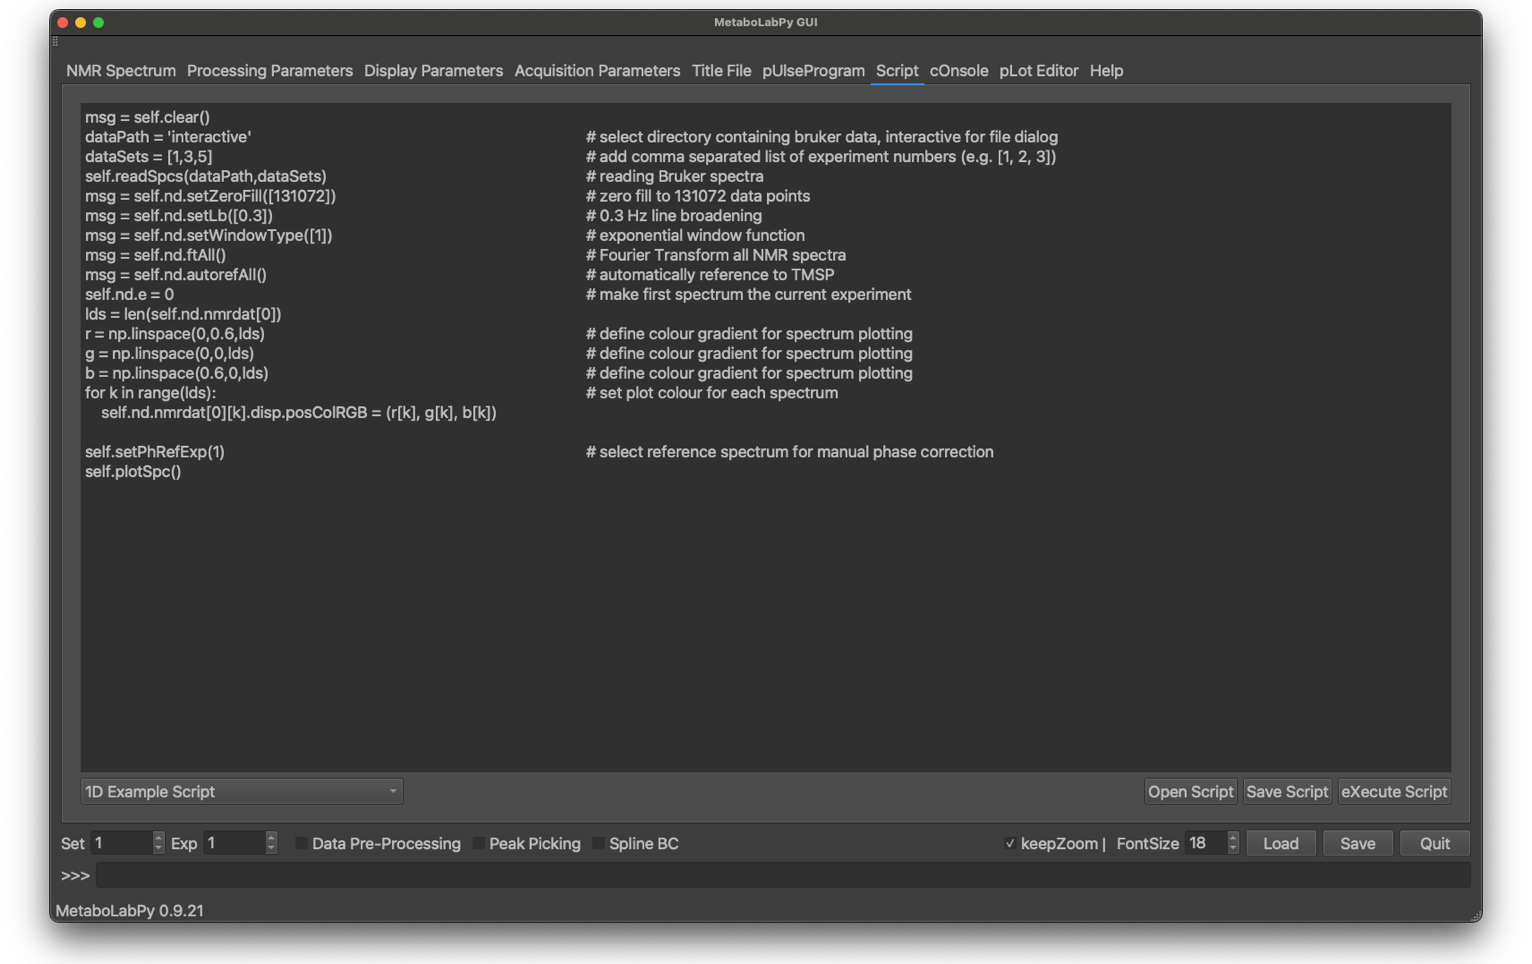 MetaboLabPy GUI
NMR Spectrum Processing Parameters Display Parameters Acquisition Parameters Title File pUlseProgram Script cOnsole pLot Editor Help
msg = self.clear()
dataPath = 'interactive' # select directory containing bruker data, interactive for file dialog
dataSets = [1,3,5] # add comma separated list of experiment numbers (e.g. [1, 2, 3])
self.readSpcs(dataPath,dataSets) # reading Bruker spectra
msg = self.nd.setZeroFill([131072]) # zero fill to 131072 data points
msg = self.nd.setLb([0.3]) # 0.3 Hz line broadening
msg = self.nd.setWindowType([1]) # exponential window function
msg = self.nd.ftAll() # Fourier Transform all NMR spectra
msg = self.nd.autorefAll() # automatically reference to TMSP
self.nd.e = 0 # make first spectrum the current experiment
lds = len(self.nd.nmrdat[0])
r = np.linspace(0,0.6,lds) # define colour gradient for spectrum plotting
g = np.linspace(0,0,lds) # define colour gradient for spectrum plotting
b = np.linspace(0.6,0,lds) # define colour gradient for spectrum plotting
for k in range(lds): # set plot colour for each spectrum
    self.nd.nmrdat[0][k].disp.posColRGB = (r[k], g[k], b[k])
self.setPhRefExp(1) # select reference spectrum for manual phase correction
self.plotSpc()
1D Example Script Open Script Save Script eXecute Script
Set 1 Exp 1 Data Pre-Processing Peak Picking Spline BC keepZoom | FontSize 18 Load Save Quit
>>>
MetaboLabPy 0.9.21